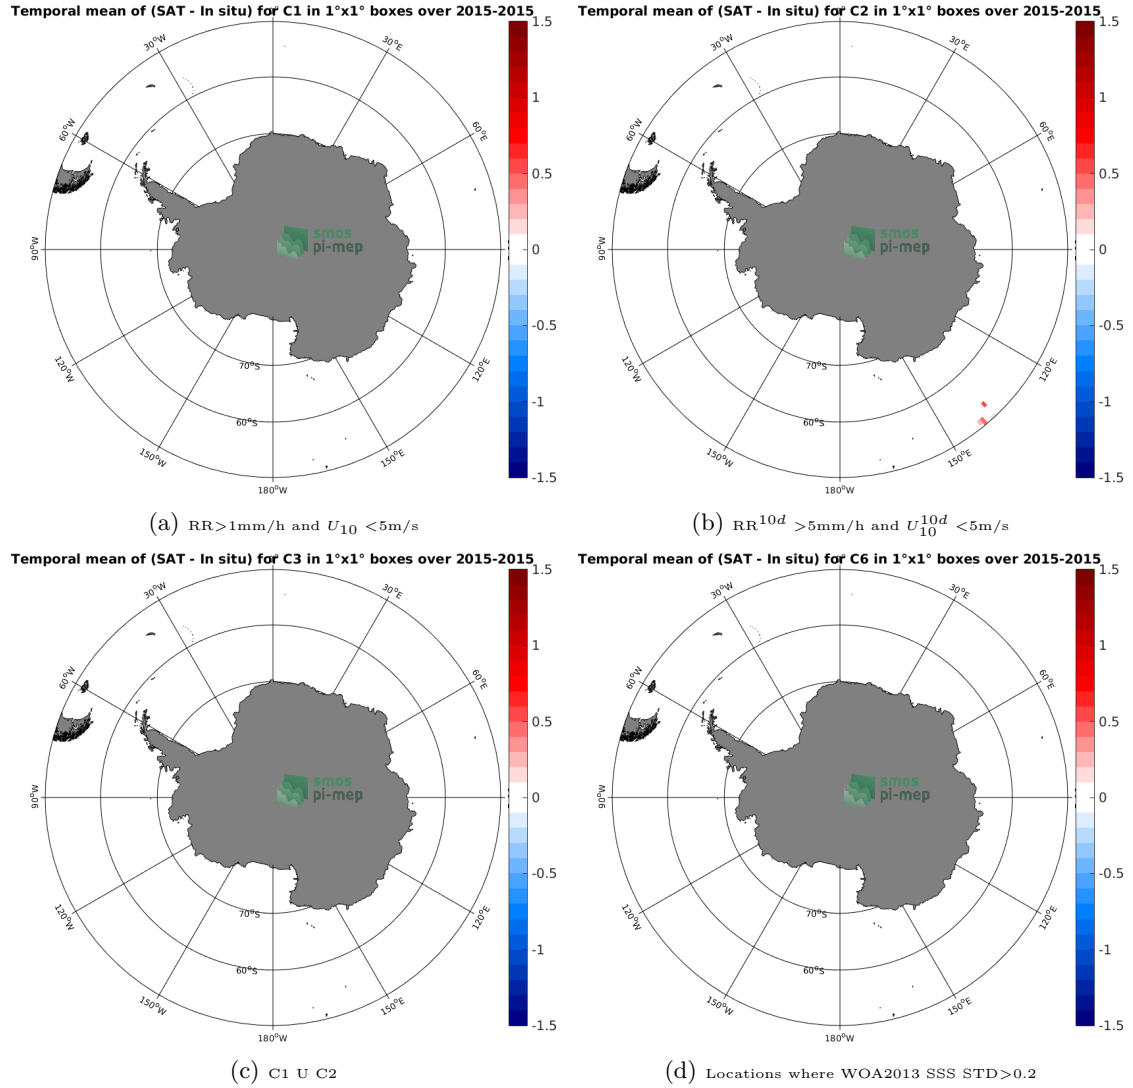 Temporal mean of (SAT - In situ) for C1 in 1°x1° boxes over 2015-2015
30°W
30°E
60°W
60°E
90°W
120°W
120°E
150°W
150°E
180°W
70°S
60°S
smos
pi-mep
1.5
1
0.5
0
-0.5
-1
-1.5
(a) RR>1mm/h and U10 <5m/s
Temporal mean of (SAT - In situ) for C2 in 1°x1° boxes over 2015-2015
30°W
30°E
60°W
60°E
90°W
120°W
120°E
150°W
150°E
180°W
70°S
60°S
smos
pi-mep
1.5
1
0.5
0
-0.5
-1
-1.5
(b) RR10d >5mm/h and U10d10 <5m/s
Temporal mean of (SAT - In situ) for C3 in 1°x1° boxes over 2015-2015
30°W
30°E
60°W
60°E
90°W
120°W
120°E
150°W
150°E
180°W
70°S
60°S
smos
pi-mep
1.5
1
0.5
0
-0.5
-1
-1.5
(c) C1 U C2
Temporal mean of (SAT - In situ) for C6 in 1°x1° boxes over 2015-2015
30°W
30°E
60°W
60°E
90°W
120°W
120°E
150°W
150°E
180°W
70°S
60°S
smos
pi-mep
1.5
1
0.5
0
-0.5
-1
-1.5
(d) Locations where WOA2013 SSS STD>0.2